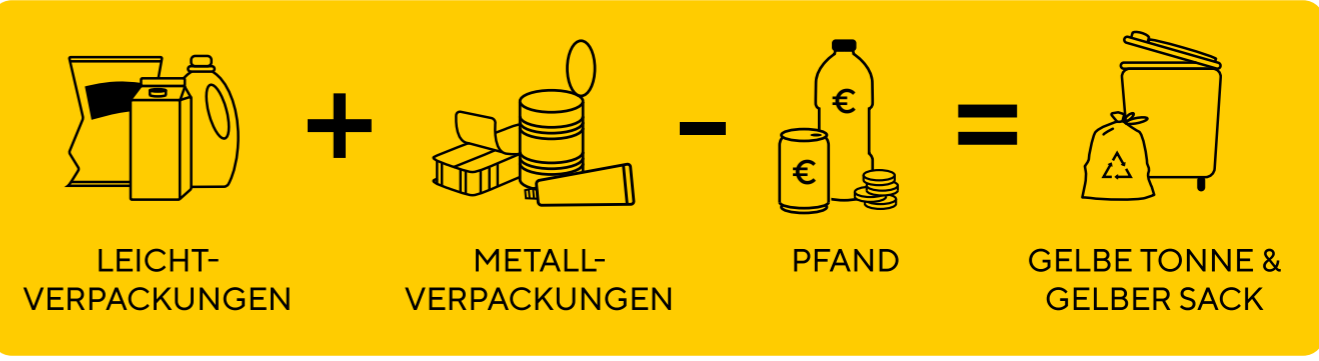 + - =
€
€
LEICHT-
VERPACKUNGEN
METALL-
VERPACKUNGEN
PFAND
GELBE TONNE &
GELBER SACK